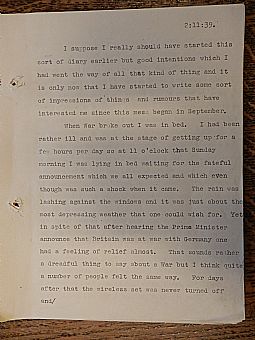 2:11:39.
I suppose I really should have started this
sort of diary earlier but good intentions which I
had went the way of all that kind of thing and it
is only now that I have started to write some sort
of impressions of things and rumours that have
interested me since this mess began in September.
When War broke out I was in bed. I had been
rather ill and was at the stage of getting up for a
few hours per day so at 11 o'clock that Sunday
morning I was lying in bed waiting for the fateful
announcement which we all expected and which even
though was such a shock when it came. The rain was
lashing against the windows and it was just about the
most depressing weather that one could wish for. Yet
in spite of that after hearing the Prime Minister
announce that Britain was at war with Germany one
had a feeling of relief almost. That sounds rather
a dreadful thing to say about a War but I think quite
a number of people felt the same way. For days
after that the wireless set was never turned off
and/